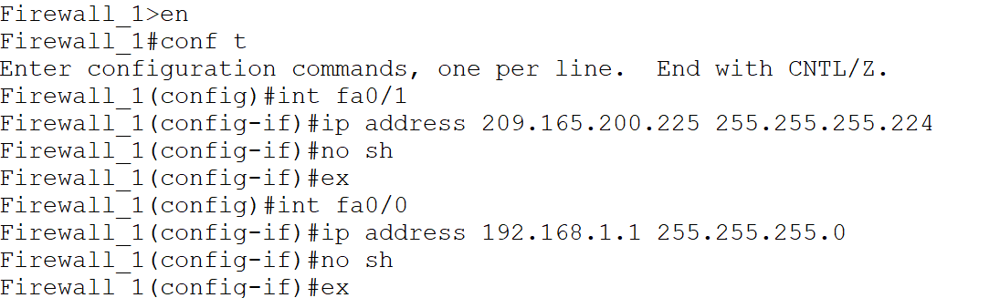 Firewall_1>en
Firewall_1#conf t
Enter configuration commands, one per line.  End with CNTL/Z.
Firewall_1(config)#int fa0/1
Firewall_1(config-if)#ip address 209.165.200.225 255.255.255.224
Firewall_1(config-if)#no sh
Firewall_1(config-if)#ex
Firewall_1(config)#int fa0/0
Firewall_1(config-if)#ip address 192.168.1.1 255.255.255.0
Firewall_1(config-if)#no sh
Firewall_1(config-if)#ex